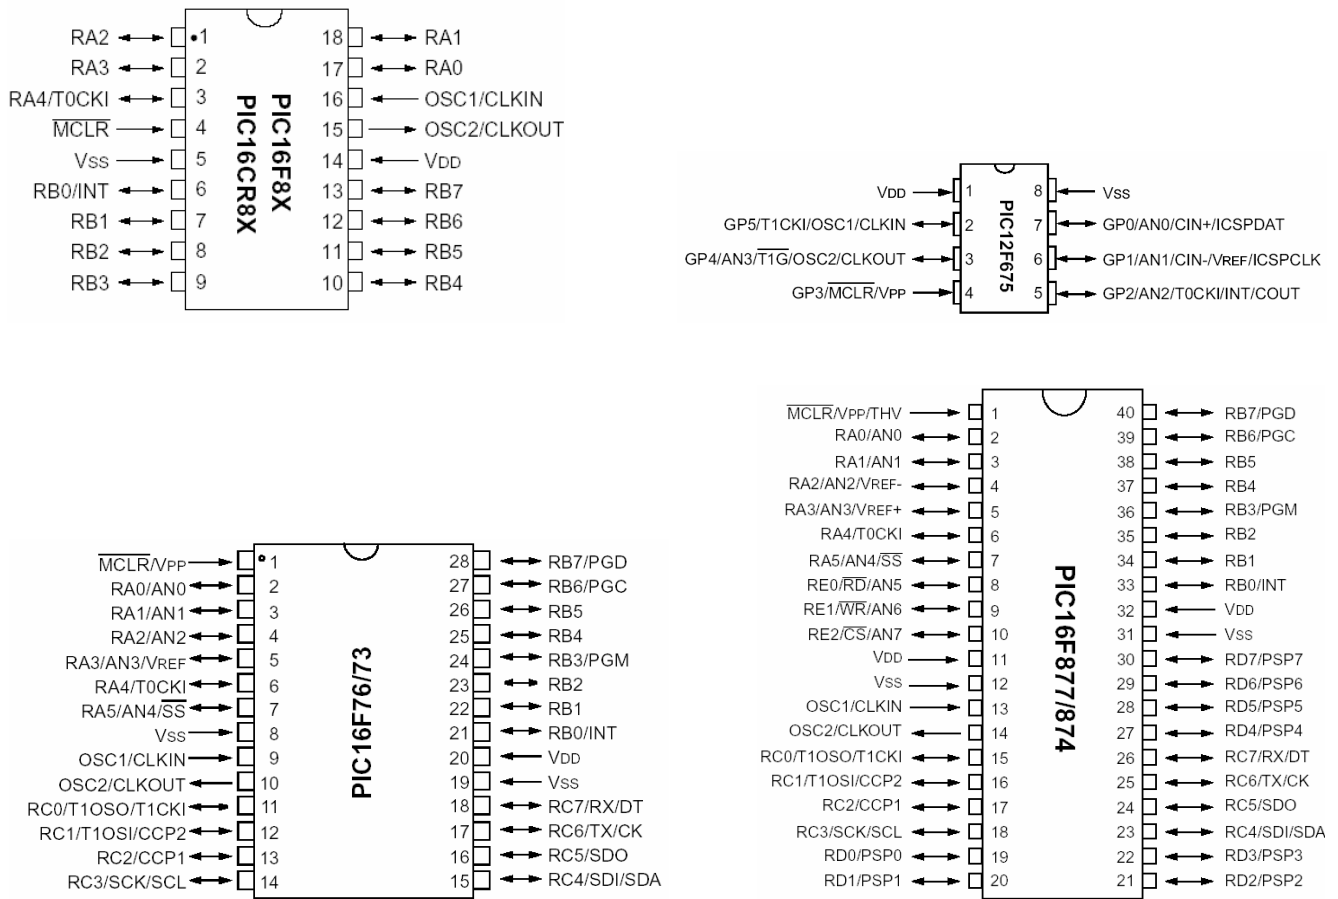 RA2 1 18 RA1
RA3 2 17 RA0
RA4/T0CKI 3 16 OSC1/CLKIN
MCLR 4 15 OSC2/CLKOUT
Vss 5 14 VDD
RB0/INT 6 13 RB7
RB1 7 12 RB6
RB2 8 11 RB5
RB3 9 10 RB4
PIC16F8X
PIC16CR8X
VDD 1 8 Vss
GP5/T1CKI/OSC1/CLKIN 2 7 GP0/AN0/CIN+/ICSPDAT
GP4/AN3/T1G/OSC2/CLKOUT 3 6 GP1/AN1/CIN-/VREF/ICSPCLK
GP3/MCLR/VPP 4 5 GP2/AN2/T0CKI/INT/COUT
PIC12F675
MCLR/VPP 1 28 RB7/PGD
RA0/AN0 2 27 RB6/PGC
RA1/AN1 3 26 RB5
RA2/AN2 4 25 RB4
RA3/AN3/VREF 5 24 RB3/PGM
RA4/T0CKI 6 23 RB2
RA5/AN4/SS 7 22 RB1
Vss 8 21 RB0/INT
OSC1/CLKIN 9 20 VDD
OSC2/CLKOUT 10 19 Vss
RC0/T1OSO/T1CKI 11 18 RC7/RX/DT
RC1/T1OSI/CCP2 12 17 RC6/TX/CK
RC2/CCP1 13 16 RC5/SDO
RC3/SCK/SCL 14 15 RC4/SDI/SDA
PIC16F76/73
MCLR/VPP/THV 1 40 RB7/PGD
RA0/AN0 2 39 RB6/PGC
RA1/AN1 3 38 RB5
RA2/AN2/VREF- 4 37 RB4
RA3/AN3/VREF+ 5 36 RB3/PGM
RA4/T0CKI 6 35 RB2
RA5/AN4/SS 7 34 RB1
RE0/RD/AN5 8 33 RB0/INT
RE1/WR/AN6 9 32 VDD
RE2/CS/AN7 10 31 Vss
VDD 11 30 RD7/PSP7
Vss 12 29 RD6/PSP6
OSC1/CLKIN 13 28 RD5/PSP5
OSC2/CLKOUT 14 27 RD4/PSP4
RC0/T1OSO/T1CKI 15 26 RC7/RX/DT
RC1/T1OSI/CCP2 16 25 RC6/TX/CK
RC2/CCP1 17 24 RC5/SDO
RC3/SCK/SCL 18 23 RC4/SDI/SDA
RD0/PSP0 19 22 RD3/PSP3
RD1/PSP1 20 21 RD2/PSP2
PIC16F877/874